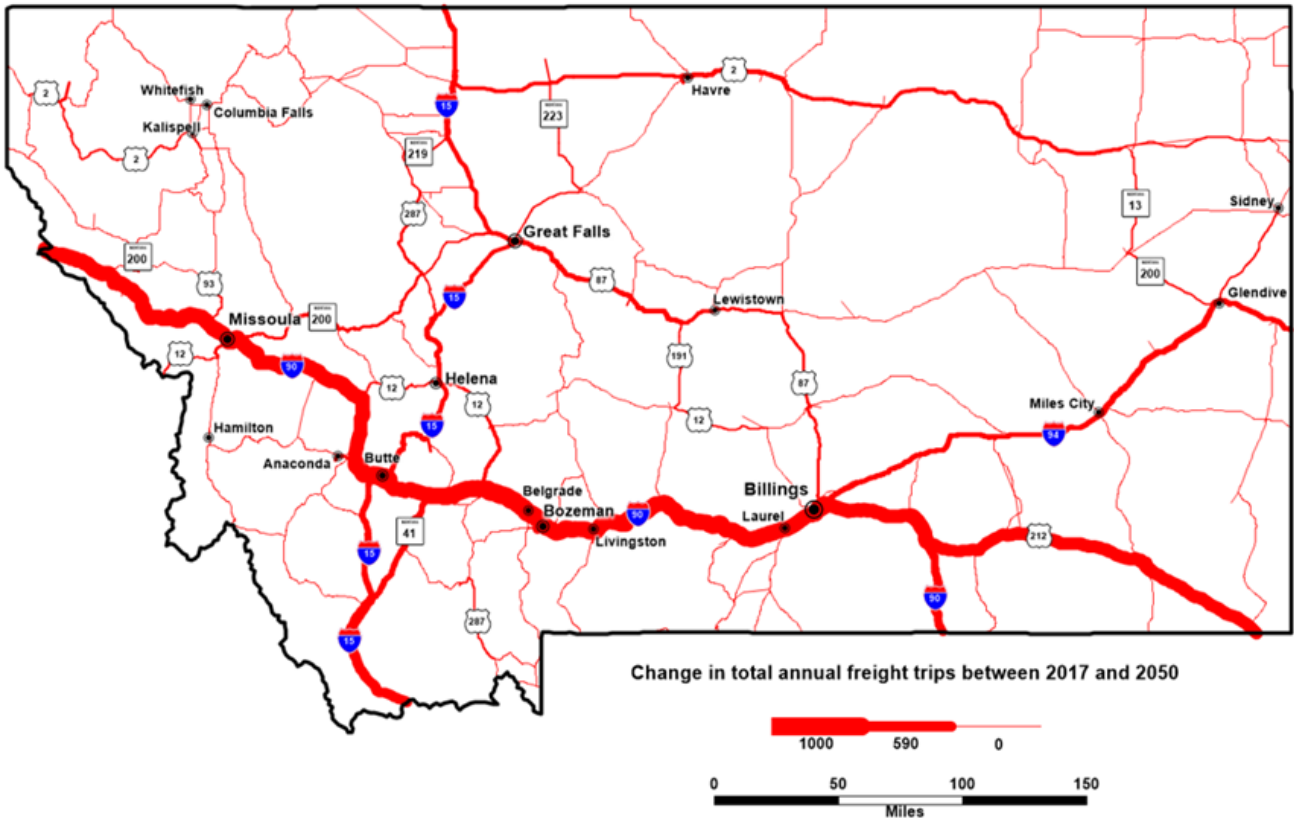 Whitefish
Columbia Falls
Kalispell
2
2
15
219
287
223
Havre
2
13
Sidney
200
Glendive
Great Falls
87
15
Lewistown
200
93
Missoula
200
12
90
12
Helena
12
191
12
87
Miles City
94
Hamilton
Anaconda
Butte
15
Belgrade
Bozeman
90
Livingston
Laurel
Billings
41
15
15
287
212
90
Change in total annual freight trips between 2017 and 2050
1000 590 0
0 50 100 150
Miles